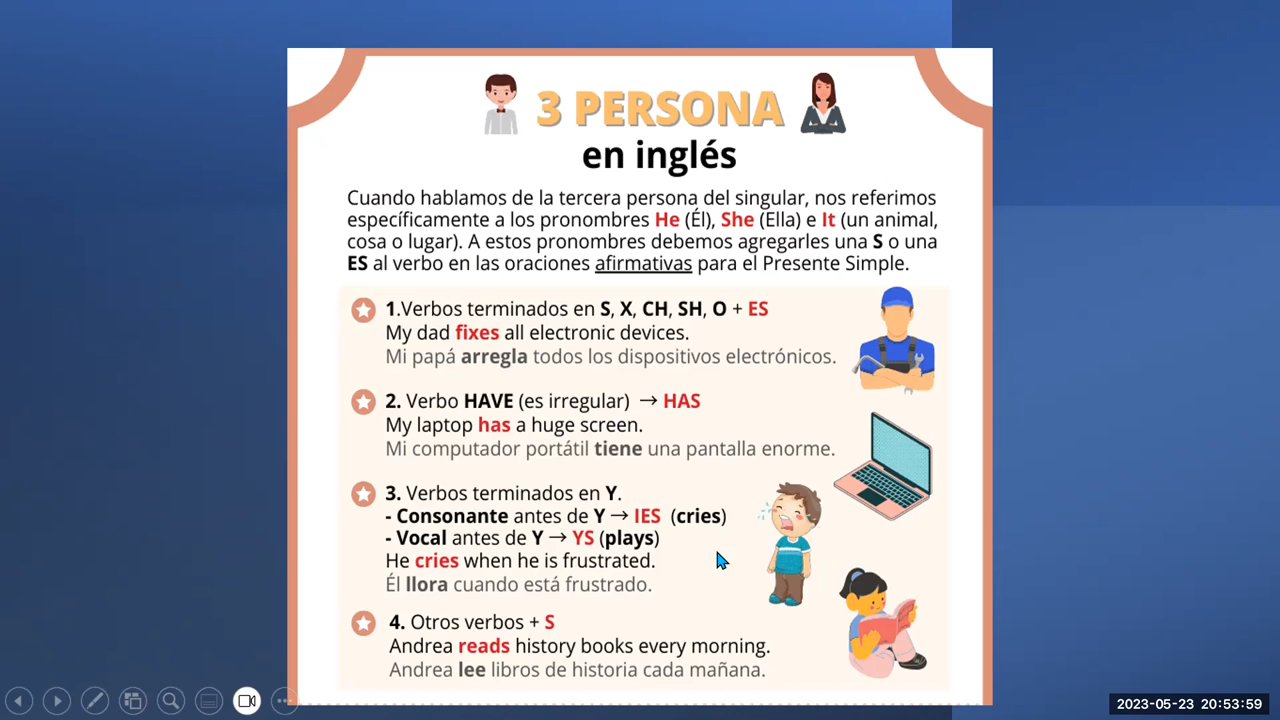 3 PERSONA
en inglés
Cuando hablamos de la tercera persona del singular, nos referimos
específicamente a los pronombres He (Él), She (Ella) e It (un animal,
cosa o lugar). A estos pronombres debemos agregarles una S o una
ES al verbo en las oraciones afirmativas para el Presente Simple.
1.Verbos terminados en S, X, CH, SH, O + ES
My dad fixes all electronic devices.
Mi papá arregla todos los dispositivos electrónicos.
2. Verbo HAVE (es irregular) → HAS
My laptop has a huge screen.
Mi computador portátil tiene una pantalla enorme.
3. Verbos terminados en Y.
- Consonante antes de Y → IES (cries)
- Vocal antes de Y → YS (plays)
He cries when he is frustrated.
Él llora cuando está frustrado.
4. Otros verbos + S
Andrea reads history books every morning.
Andrea lee libros de historia cada mañana.
2023-05-23 20:53:59